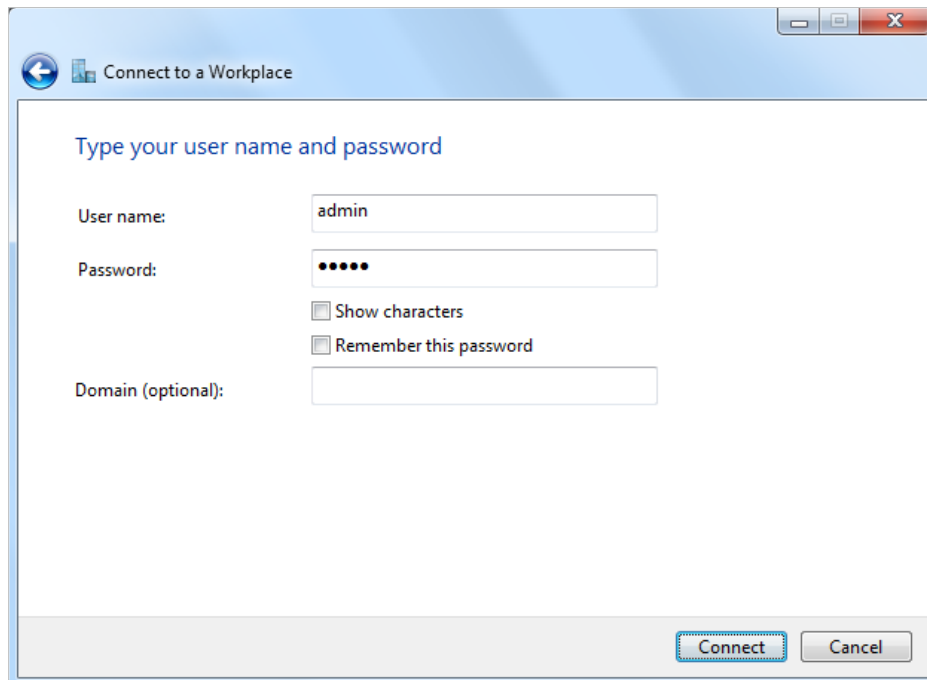 Connect to a Workplace
Type your user name and password
User name: admin
Password: •••••
Show characters
Remember this password
Domain (optional):
Connect Cancel